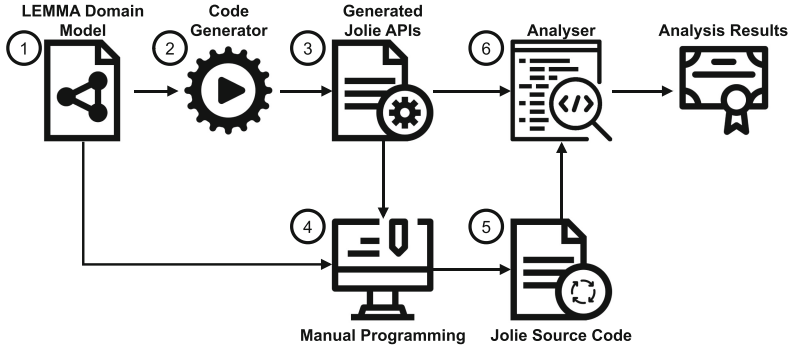 LEMMA Domain
Model
1
Code
Generator
2
Generated
Jolie APIs
3
Analyser
6
</>
Analysis Results
4
Manual Programming
5
Jolie Source Code